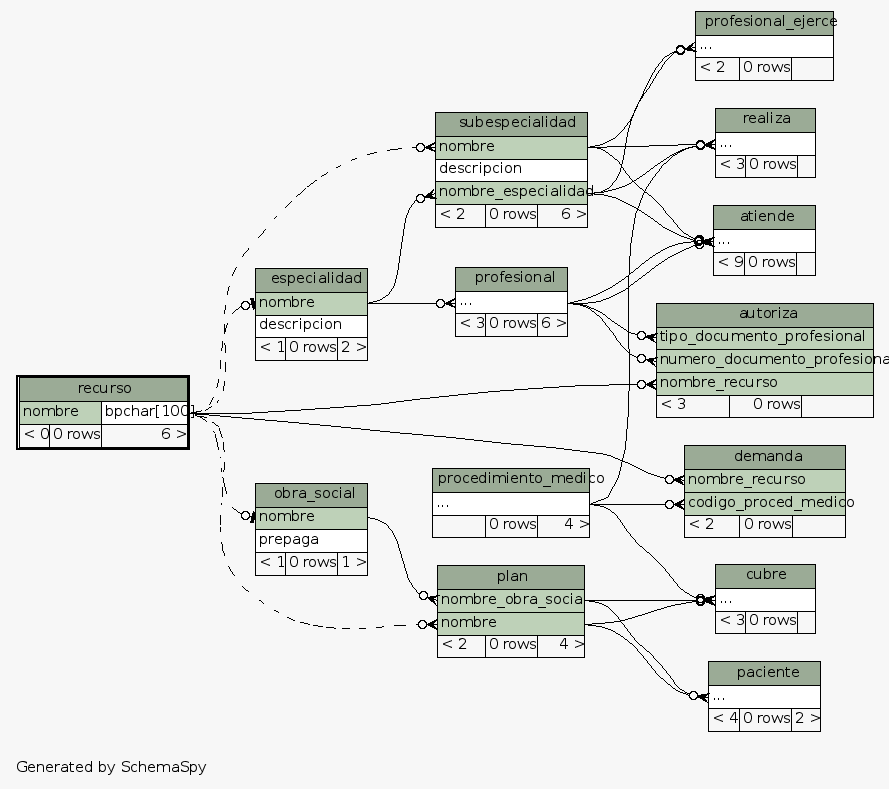 profesional_ejerce
...
< 2 0 rows
realiza
...
< 3 0 rows
subespecialidad
nombre
descripcion
nombre_especialidad
< 2 0 rows 6 >
atiende
...
< 9 0 rows
especialidad
nombre
descripcion
< 1 0 rows 2 >
profesional
...
< 3 0 rows 6 >
autoriza
tipo_documento_profesional
numero_documento_profesiona
nombre_recurso
< 3 0 rows
recurso
nombre bpchar[100]
< 0 0 rows 6 >
demanda
nombre_recurso
codigo_proced_medico
< 2 0 rows
procedimiento_medico
...
0 rows 4 >
obra_social
nombre
prepaga
< 1 0 rows 1 >
plan
nombre_obra_social
nombre
< 2 0 rows 4 >
cubre
...
< 3 0 rows
paciente
...
< 4 0 rows 2 >
Generated by SchemaSpy